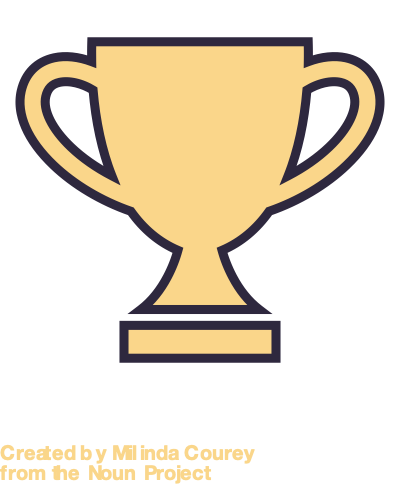 Created by Milinda Courey
from the Noun Project